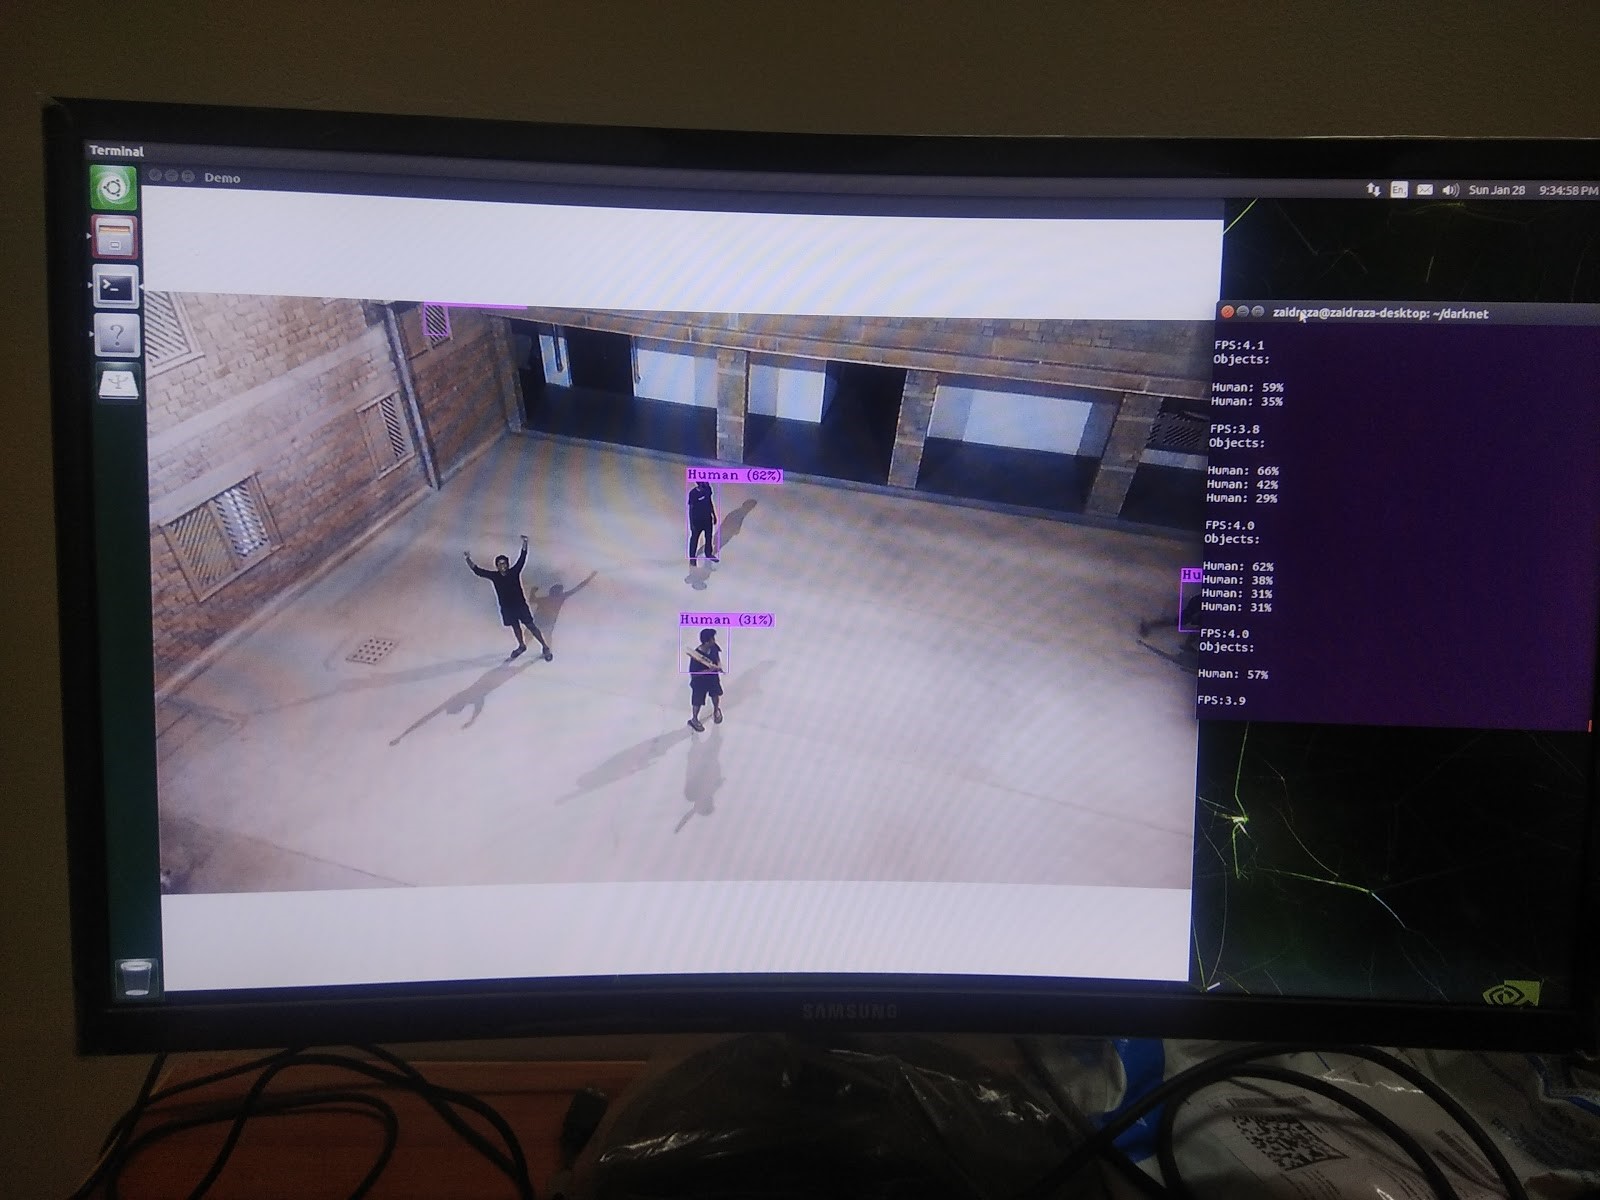 Terminal
Demo
En
Sun Jan 28 9:34:58 PM
zaidraza@zaidraza-desktop: ~/darknet
FPS:4.1
Objects:
Human: 59%
Human: 35%
FPS:3.8
Objects:
Human: 66%
Human: 42%
Human: 29%
FPS:4.0
Objects:
Human: 62%
Human: 38%
Human: 31%
Human: 31%
FPS:4.0
Objects:
Human: 57%
FPS:3.9
Human (62%)
Hu
Human (31%)
SAMSUNG